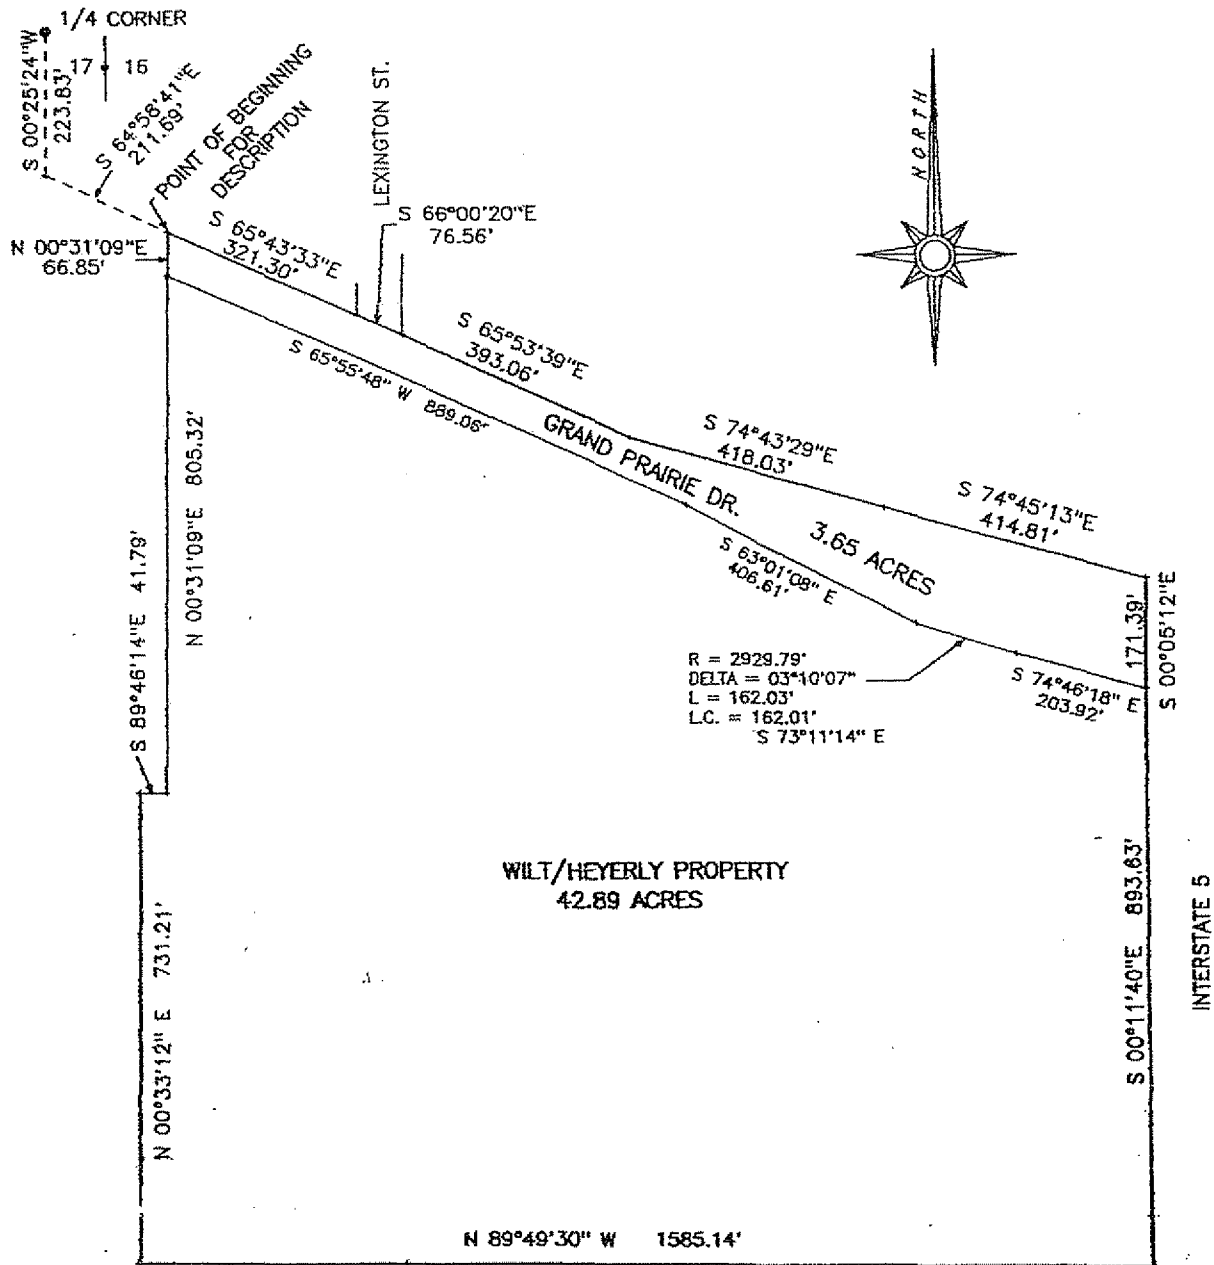 1/4 CORNER
17 16
S 00°25'24"W
223.83'
S 64°58'41"E
211.69'
POINT OF BEGINNING
FOR
DESCRIPTION
LEXINGTON ST.
NORTH
N 00°31'09"E
66.85'
S 65°43'33"E
321.30'
S 66°00'20"E
76.56'
S 65°53'39"E
393.06'
S 65°55'48" W 889.06'
GRAND PRAIRIE DR.
S 74°43'29"E
418.03'
S 74°45'13"E
414.81'
3.65 ACRES
S 63°01'08" E
406.61'
N 00°31'09"E 805.32'
S 89°46'14"E 41.79'
R = 2929.79'
DELTA = 03°10'07"
L = 162.03'
L.C. = 162.01'
S 73°11'14" E
S 74°46'18" E
203.92'
171.39'
S 00°05'12"E
WILT/HEYERLY PROPERTY
42.89 ACRES
S 00°11'40"E 893.63'
INTERSTATE 5
N 00°33'12" E 731.21'
N 89°49'30" W 1585.14'